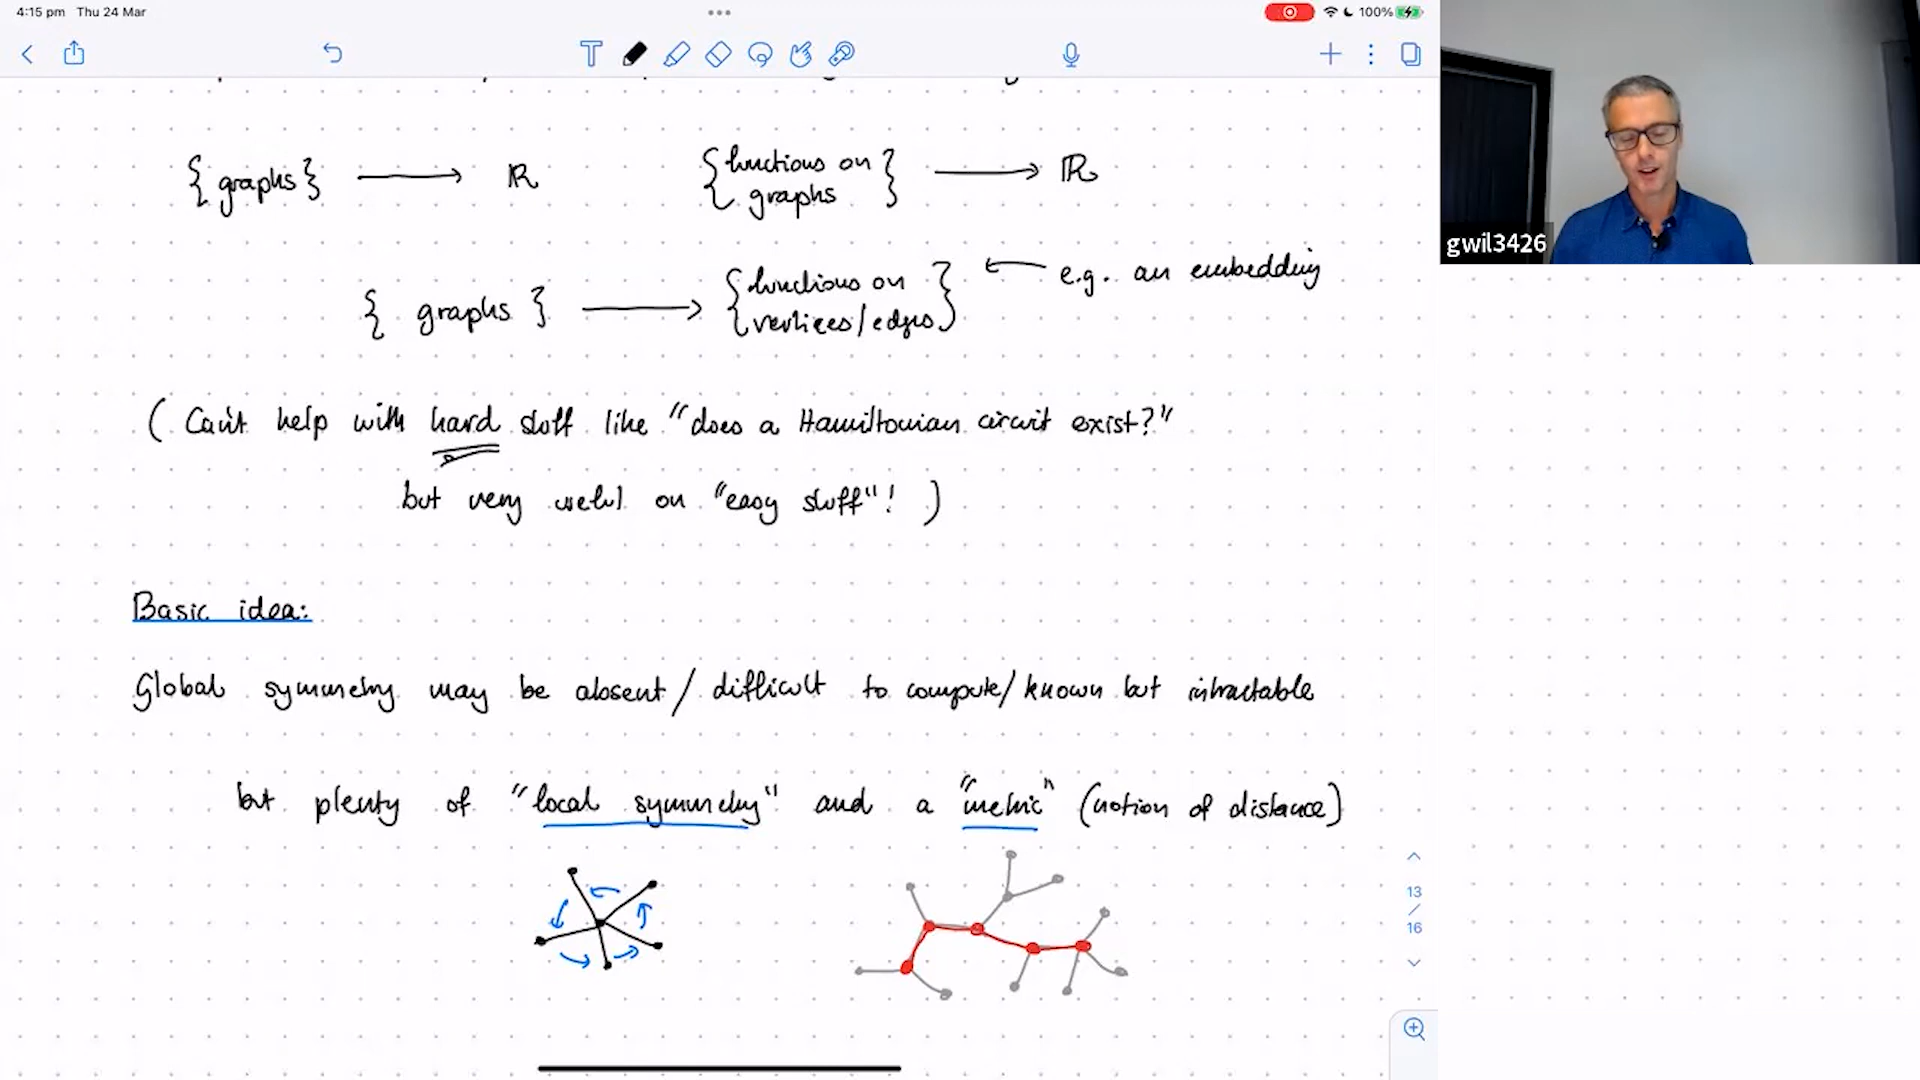 4:15 pm Thu 24 Mar
100%
{graphs} → ℝ
{functions on graphs} → ℝ
{graphs} → {functions on vertices/edges} ← e.g. an embedding
(Can't help with hard stuff like "does a Hamiltonian circuit exist?"
but very useful on "easy stuff"!)
Basic idea:
Global symmetry may be absent/difficult to compute/known but intractable
but plenty of "local symmetry" and a "metric" (notion of distance)
13
/
16
gwil3426